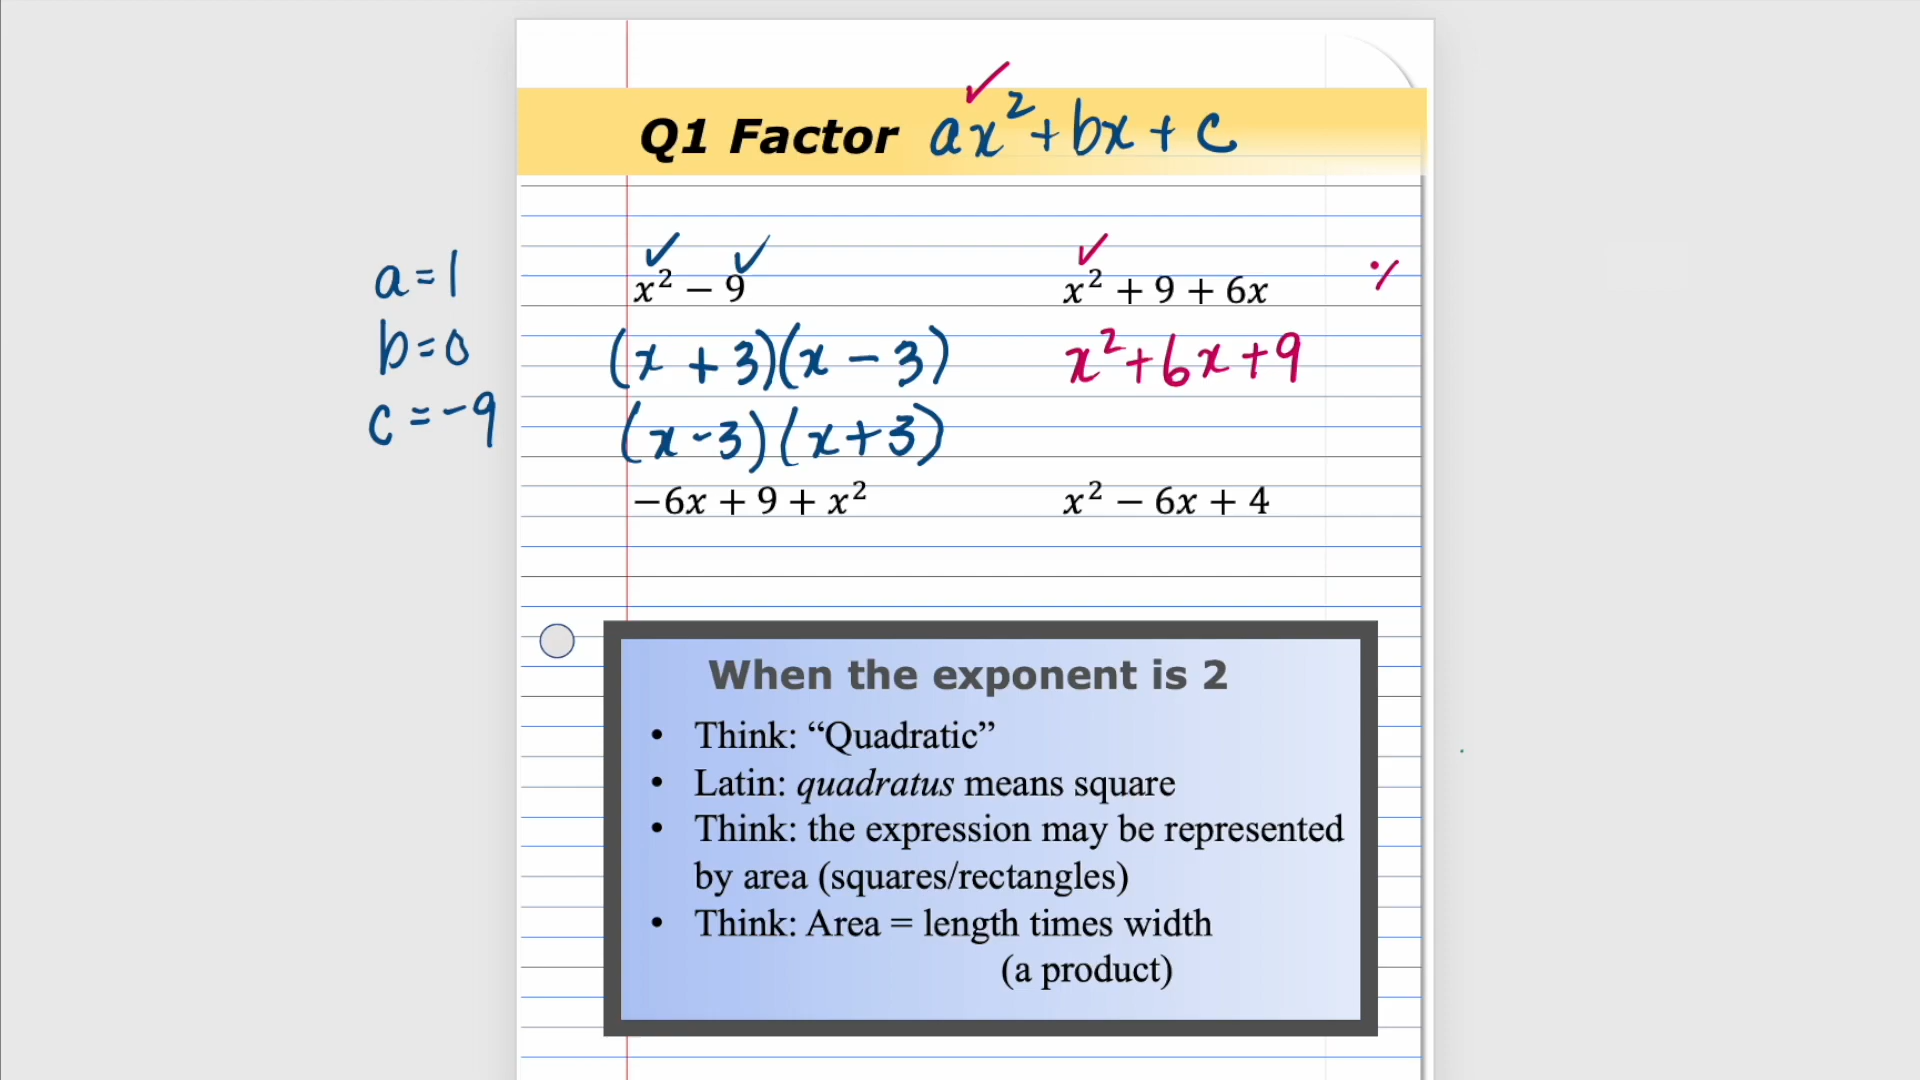 Q1 Factor ax²+bx+c
a=1
b=0
c=-9
x² − 9
(x+3)(x-3)
(x-3)(x+3)
x² + 9 + 6x
x²+6x+9
−6x + 9 + x²
x² − 6x + 4
When the exponent is 2
• Think: “Quadratic”
• Latin: quadratus means square
• Think: the expression may be represented
by area (squares/rectangles)
• Think: Area = length times width
(a product)